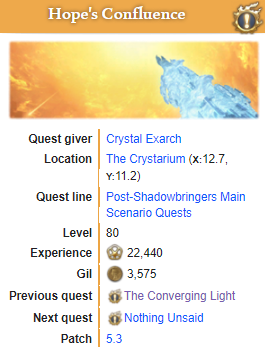 Hope's Confluence
Quest giver Crystal Exarch
Location The Crystarium (X:12.7,
Y:11.2)
Quest line Post-Shadowbringers Main
Scenario Quests
Level 80
Experience 22,440
Gil 3,575
Previous quest The Converging Light
Next quest Nothing Unsaid
Patch 5.3